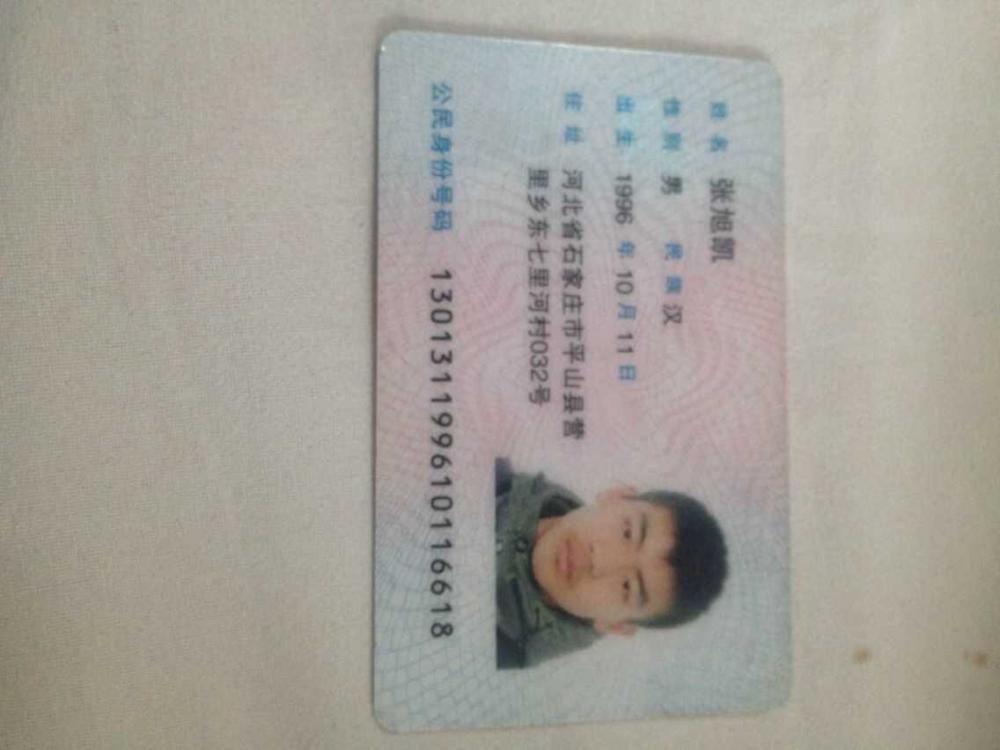 姓名 张旭凯
性别 男 民族 汉
出生 1996 年 10 月 11 日
住址 河北省石家庄市平山县营
里乡东七里河村032号
公民身份号码 130131199610116618